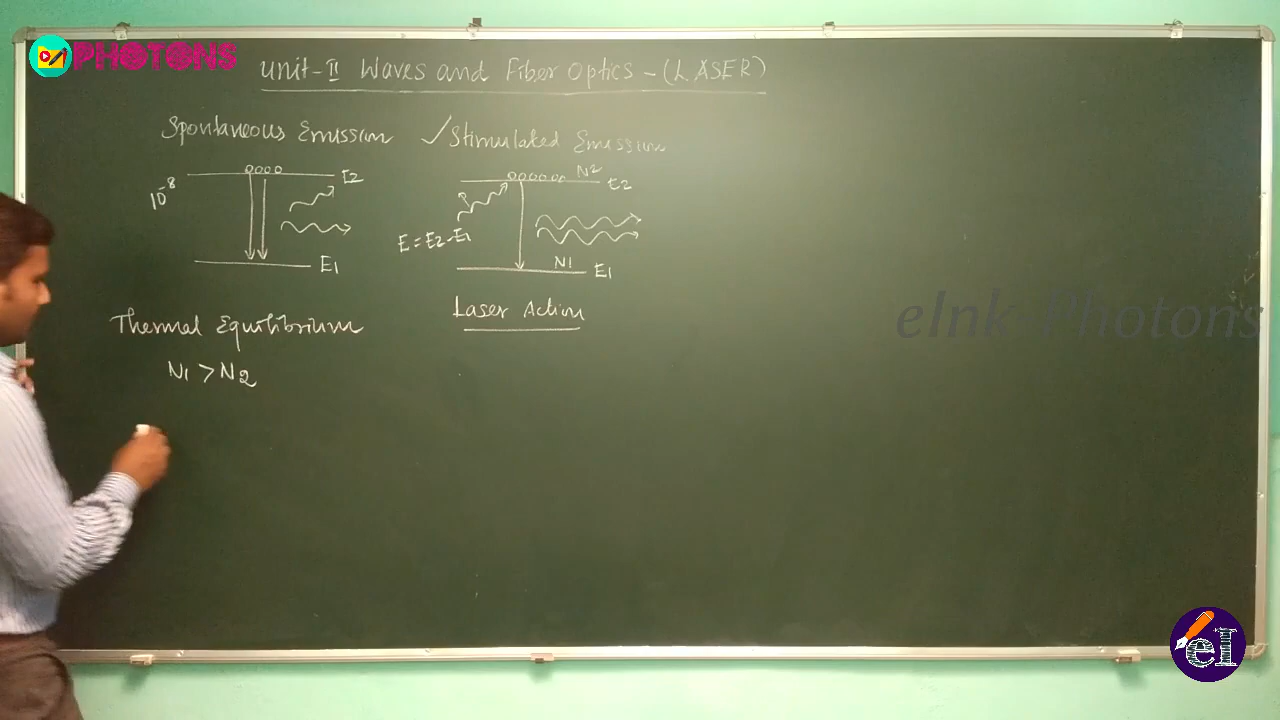 PHOTONS
Unit-II Waves and Fiber Optics - (LASER)
Spontaneous Emission
✓ Stimulated Emission
10^-8
E2
E1
N2
E2
E = E2 - E1
N1
E1
Laser Action
Thermal Equilibrium
N1 > N2
eInk-Photons
eI